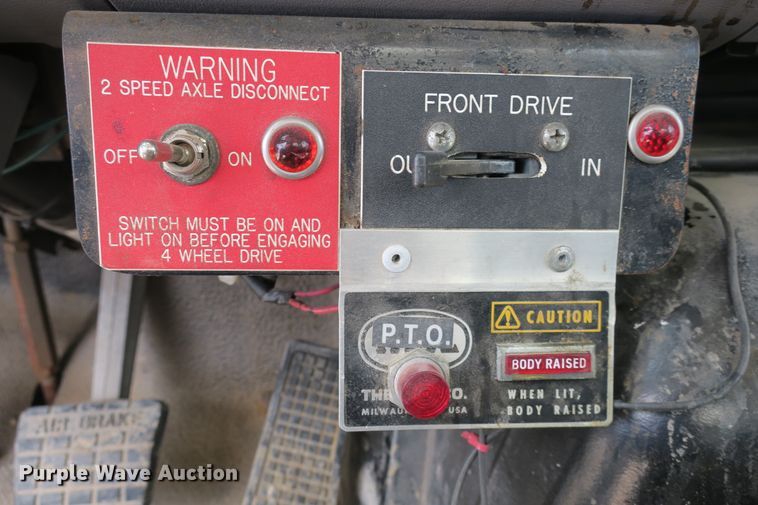 WARNING
2 SPEED AXLE DISCONNECT
OFF ON
SWITCH MUST BE ON AND
LIGHT ON BEFORE ENGAGING
4 WHEEL DRIVE
FRONT DRIVE
IN
P.T.O.
CAUTION
BODY RAISED
WHEN LIT,
BODY RAISED
USA
AIR BRAKE
Purple Wave Auction